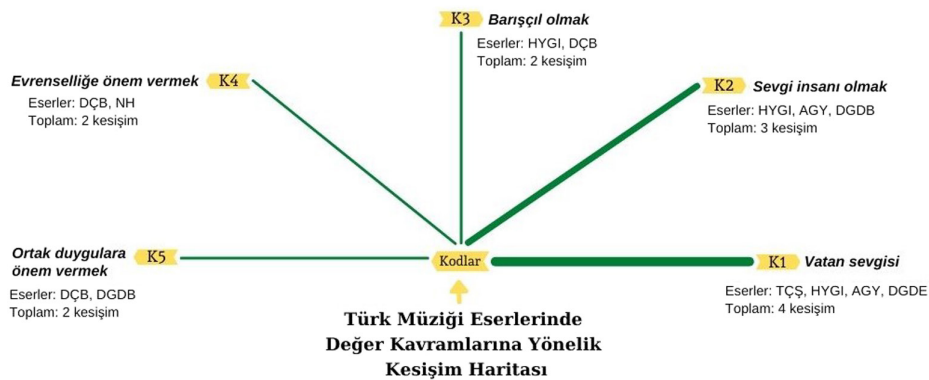 K3 Barışçıl olmak
Eserler: HYGI, DÇB
Toplam: 2 kesişim
Evrenselliğe önem vermek K4
Eserler: DÇB, NH
Toplam: 2 kesişim
K2 Sevgi insanı olmak
Eserler: HYGI, AGY, DGDB
Toplam: 3 kesişim
Ortak duygulara
önem vermek
K5
Eserler: DÇB, DGDB
Toplam: 2 kesişim
Kodlar
K1 Vatan sevgisi
Eserler: TÇŞ, HYGI, AGY, DGDE
Toplam: 4 kesişim
Türk Müziği Eserlerinde
Değer Kavramlarına Yönelik
Kesişim Haritası